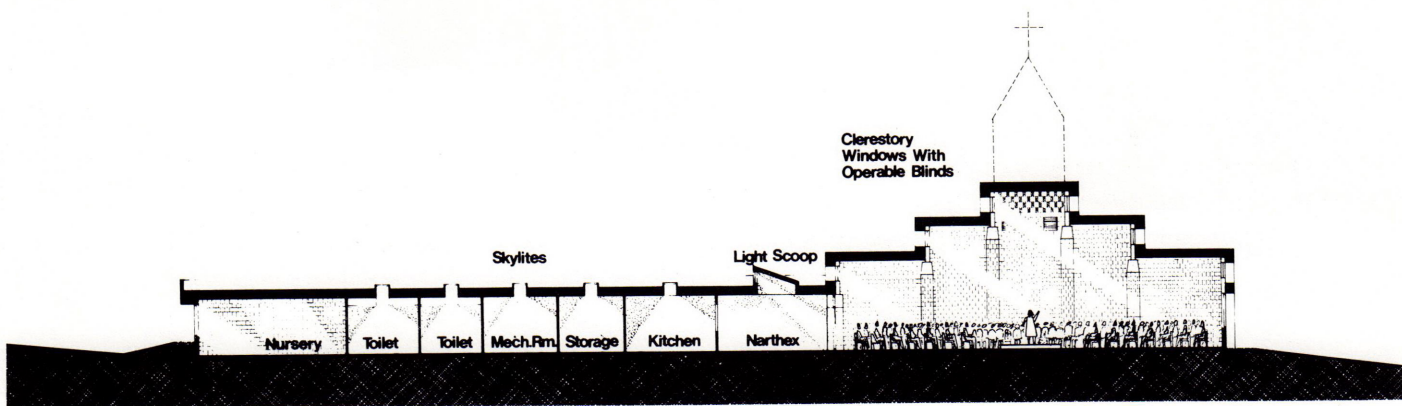 Clerestory
Windows With
Operable Blinds
Skylites
Light Scoop
Nursery
Toilet
Toilet
Mech.Rm.
Storage
Kitchen
Narthex